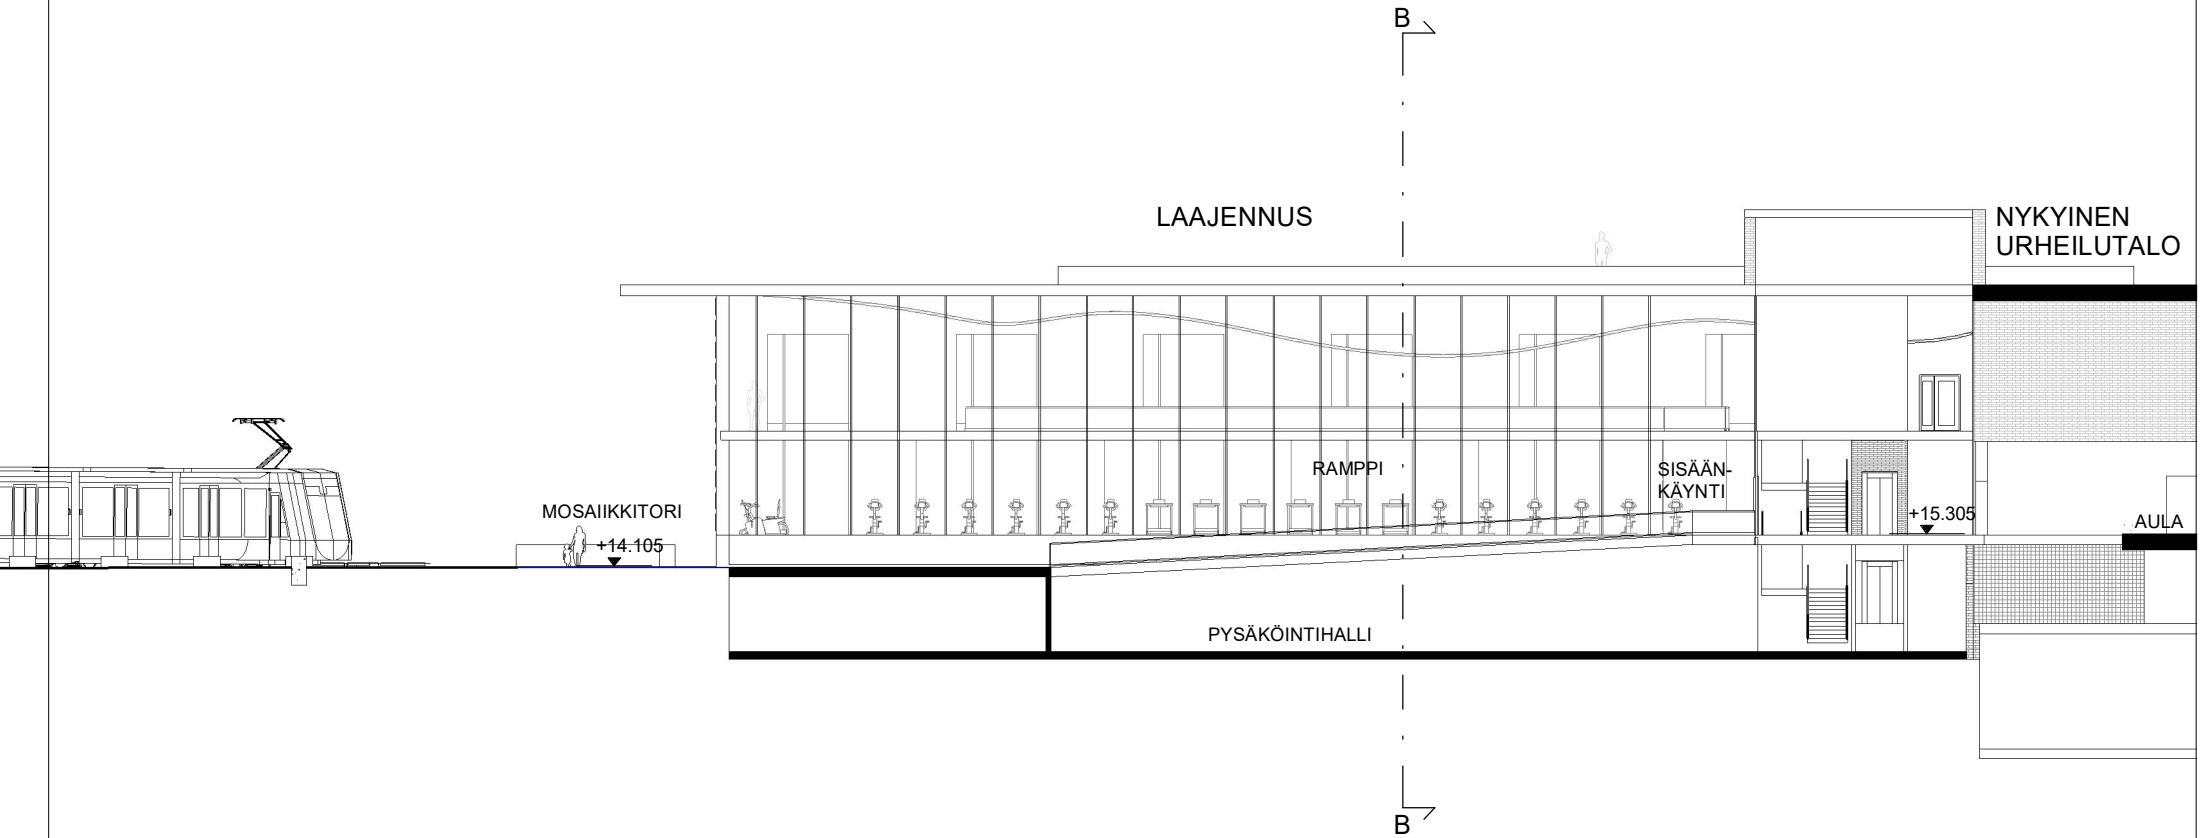 B
LAAJENNUS
NYKYINEN
URHEILUTALO
RAMPPI
SISÄÄN-
KÄYNTI
MOSAIIKKITORI
+14.105
+15.305
AULA
PYSÄKÖINTIHALLI
B